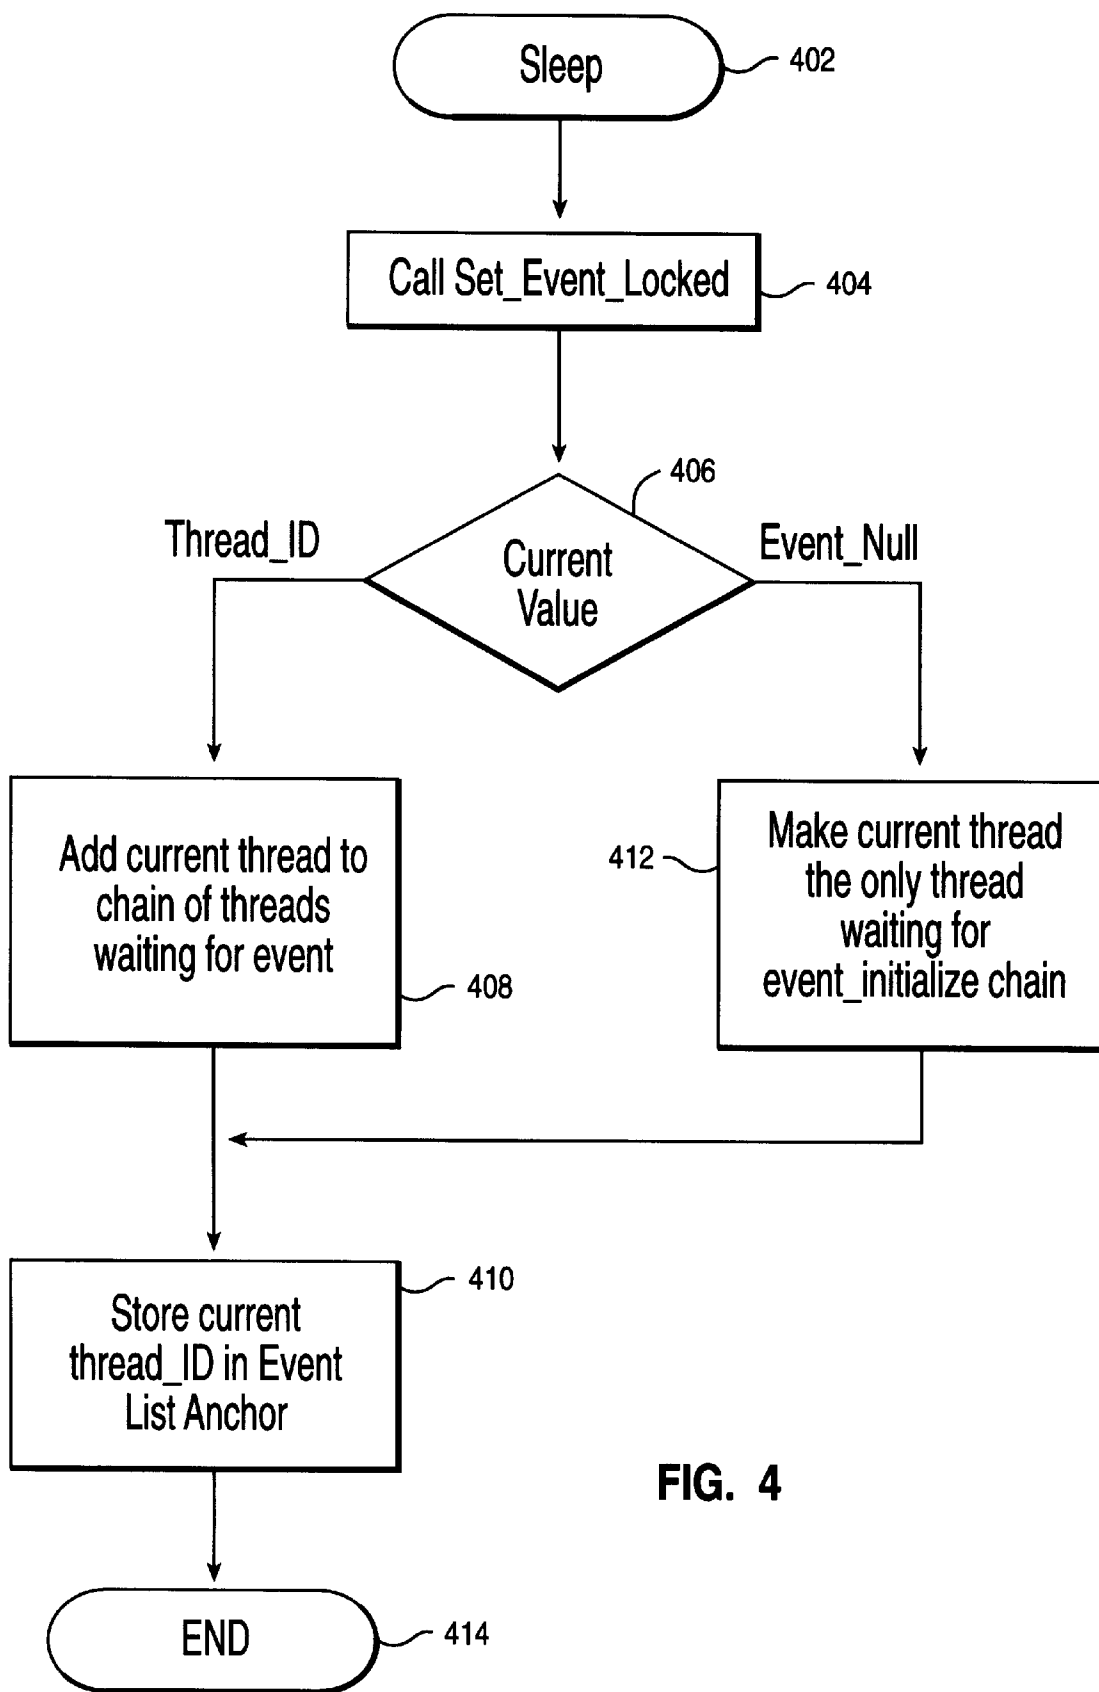 Sleep
402
Call Set_Event_Locked
404
406
Thread_ID
Event_Null
Current
Value
Add current thread to
chain of threads
waiting for event
408
412
Make current thread
the only thread
waiting for
event_initialize chain
410
Store current
thread_ID in Event
List Anchor
FIG. 4
END
414